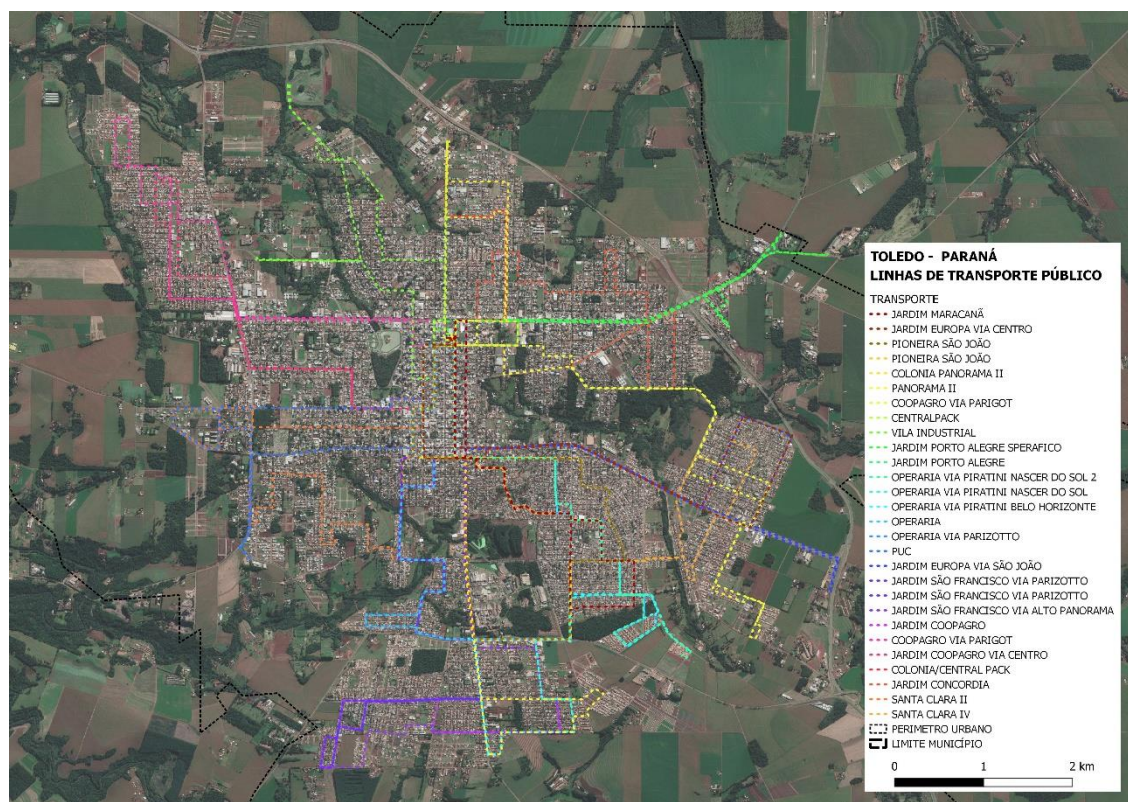 TOLEDO - PARANÁ
LINHAS DE TRANSPORTE PÚBLICO
TRANSPORTE
JARDIM MARACANÃ
JARDIM EUROPA VIA CENTRO
PIONEIRA SÃO JOÃO
PIONEIRA SÃO JOÃO
COLONIA PANORAMA II
PANORAMA II
COOPAGRO VIA PARIGOT
CENTRALPACK
VILA INDUSTRIAL
JARDIM PORTO ALEGRE SPERAFICO
JARDIM PORTO ALEGRE
OPERARIA VIA PIRATINI NASCER DO SOL 2
OPERARIA VIA PIRATINI NASCER DO SOL
OPERARIA VIA PIRATINI BELO HORIZONTE
OPERARIA
OPERARIA VIA PARIZOTTO
PUC
JARDIM EUROPA VIA SÃO JOÃO
JARDIM SÃO FRANCISCO VIA PARIZOTTO
JARDIM SÃO FRANCISCO VIA PARIZOTTO
JARDIM SÃO FRANCISCO VIA ALTO PANORAMA
JARDIM COOPAGRO
COOPAGRO VIA PARIGOT
JARDIM COOPAGRO VIA CENTRO
COLONIA/CENTRAL PACK
JARDIM CONCORDIA
SANTA CLARA II
SANTA CLARA IV
PERIMETRO URBANO
LIMITE MUNICÍPIO
0 1 2 km